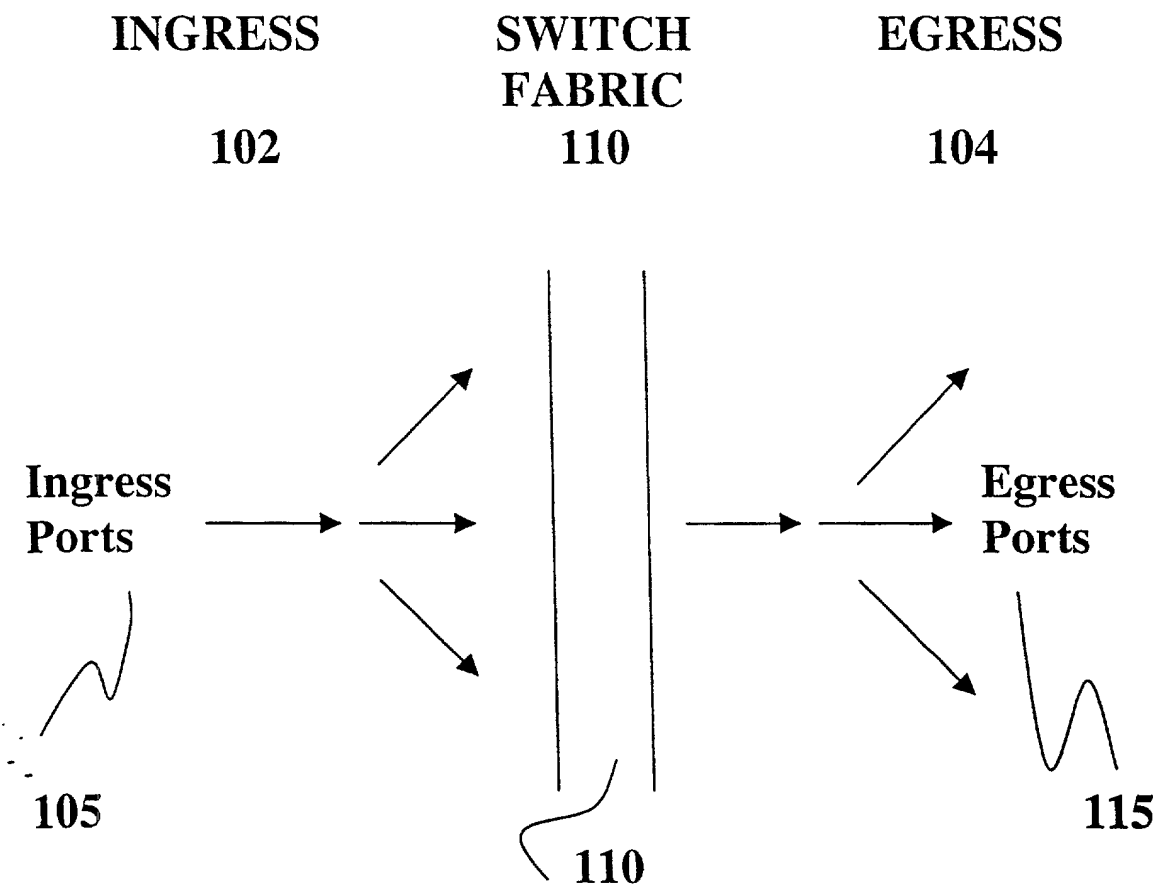 INGRESS
SWITCH
FABRIC
EGRESS
102
110
104
Ingress
Ports
Egress
Ports
105
110
115